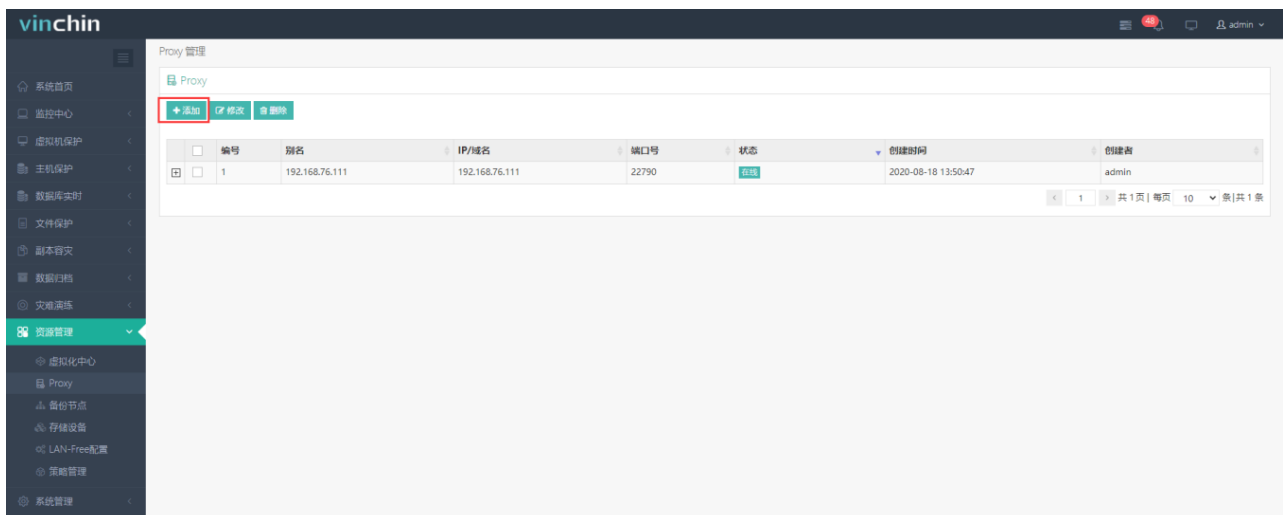 vinchin
48
admin
Proxy 管理
Proxy
添加 修改 删除
编号 别名 IP/域名 端口号 状态 创建时间 创建者
1 192.168.76.111 192.168.76.111 22790 在线 2020-08-18 13:50:47 admin
1 共1页| 每页 10 条|共1条
系统首页
监控中心
虚拟机保护
主机保护
数据库实时
文件保护
副本容灾
数据归档
灾难演练
资源管理
虚拟化中心
Proxy
备份节点
存储设备
LAN-Free配置
策略管理
系统管理